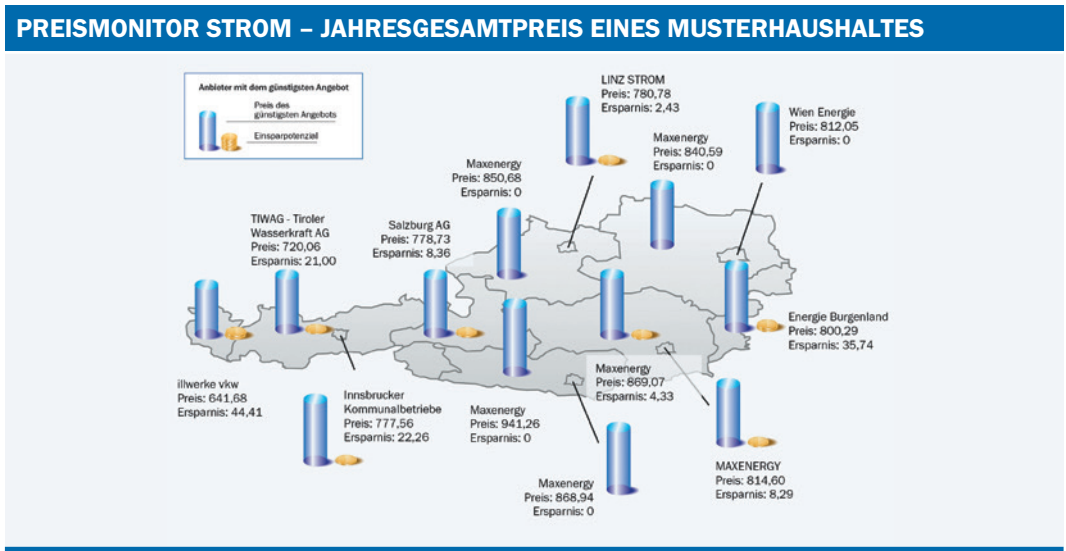 PREISMONITOR STROM – JAHRESGESAMTPREIS EINES MUSTERHAUSHALTES
Anbieter mit dem günstigsten Angebot
Preis des
günstigsten Angebots
Einsparpotenzial
LINZ STROM
Preis: 780,78
Ersparnis: 2,43
Wien Energie
Preis: 812,05
Ersparnis: 0
Maxenergy
Preis: 840,59
Ersparnis: 0
Maxenergy
Preis: 850,68
Ersparnis: 0
TIWAG - Tiroler
Wasserkraft AG
Preis: 720,06
Ersparnis: 21,00
Salzburg AG
Preis: 778,73
Ersparnis: 8,36
Energie Burgenland
Preis: 800,29
Ersparnis: 35,74
illwerke vkw
Preis: 641,68
Ersparnis: 44,41
Innsbrucker
Kommunalbetriebe
Preis: 777,56
Ersparnis: 22,26
Maxenergy
Preis: 941,26
Ersparnis: 0
Maxenergy
Preis: 869,07
Ersparnis: 4,33
Maxenergy
Preis: 868,94
Ersparnis: 0
MAXENERGY
Preis: 814,60
Ersparnis: 8,29